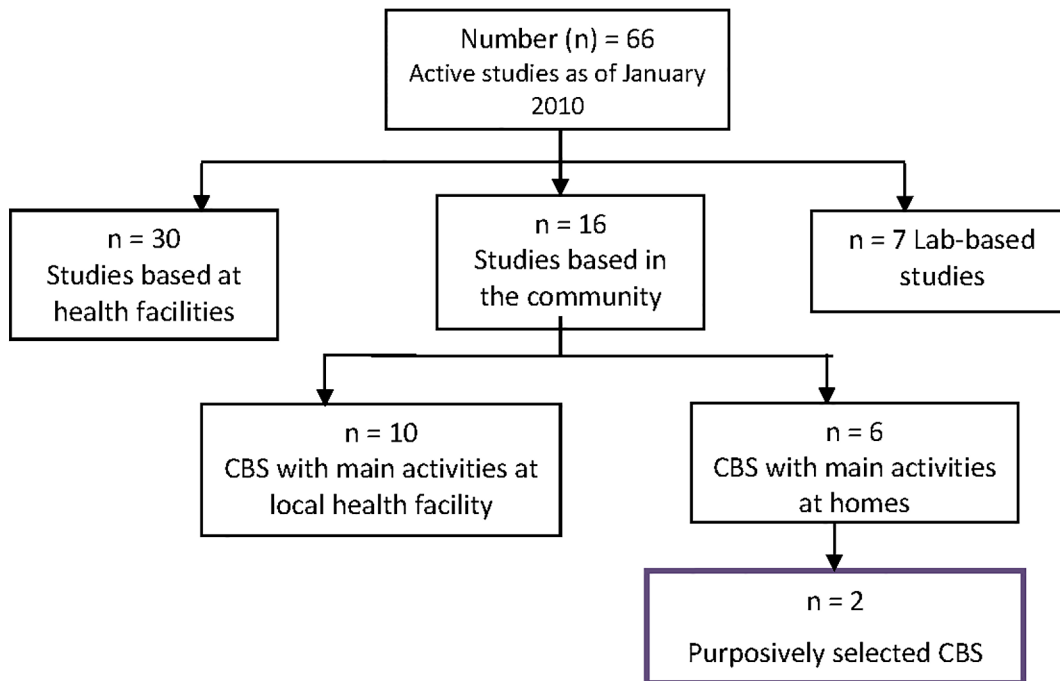 Number (n) = 66
Active studies as of January
2010
n = 30
Studies based at
health facilities
n = 16
Studies based in
the community
n = 7 Lab-based
studies
n = 10
CBS with main activities at
local health facility
n = 6
CBS with main activities
at homes
n = 2
Purposively selected CBS